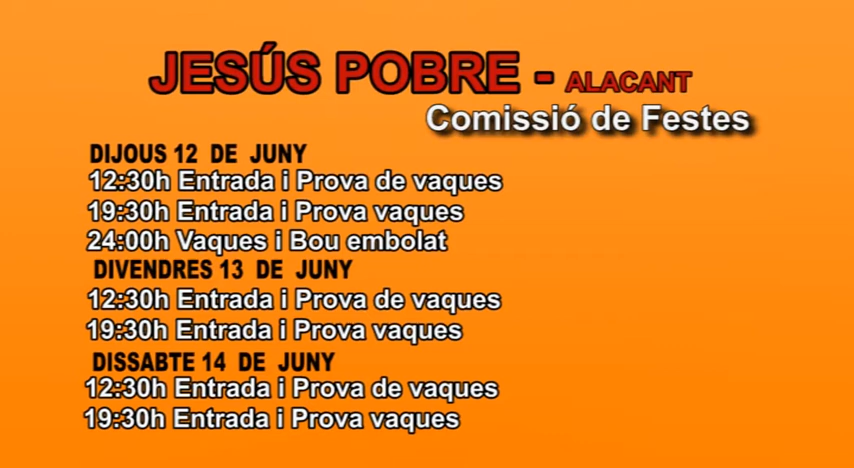 JESÚS POBRE - ALACANT
Comissió de Festes
DIJOUS 12 DE JUNY
12:30h Entrada i Prova de vaques
19:30h Entrada i Prova vaques
24:00h Vaques i Bou embolat
DIVENDRES 13 DE JUNY
12:30h Entrada i Prova de vaques
19:30h Entrada i Prova vaques
DISSABTE 14 DE JUNY
12:30h Entrada i Prova de vaques
19:30h Entrada i Prova vaques